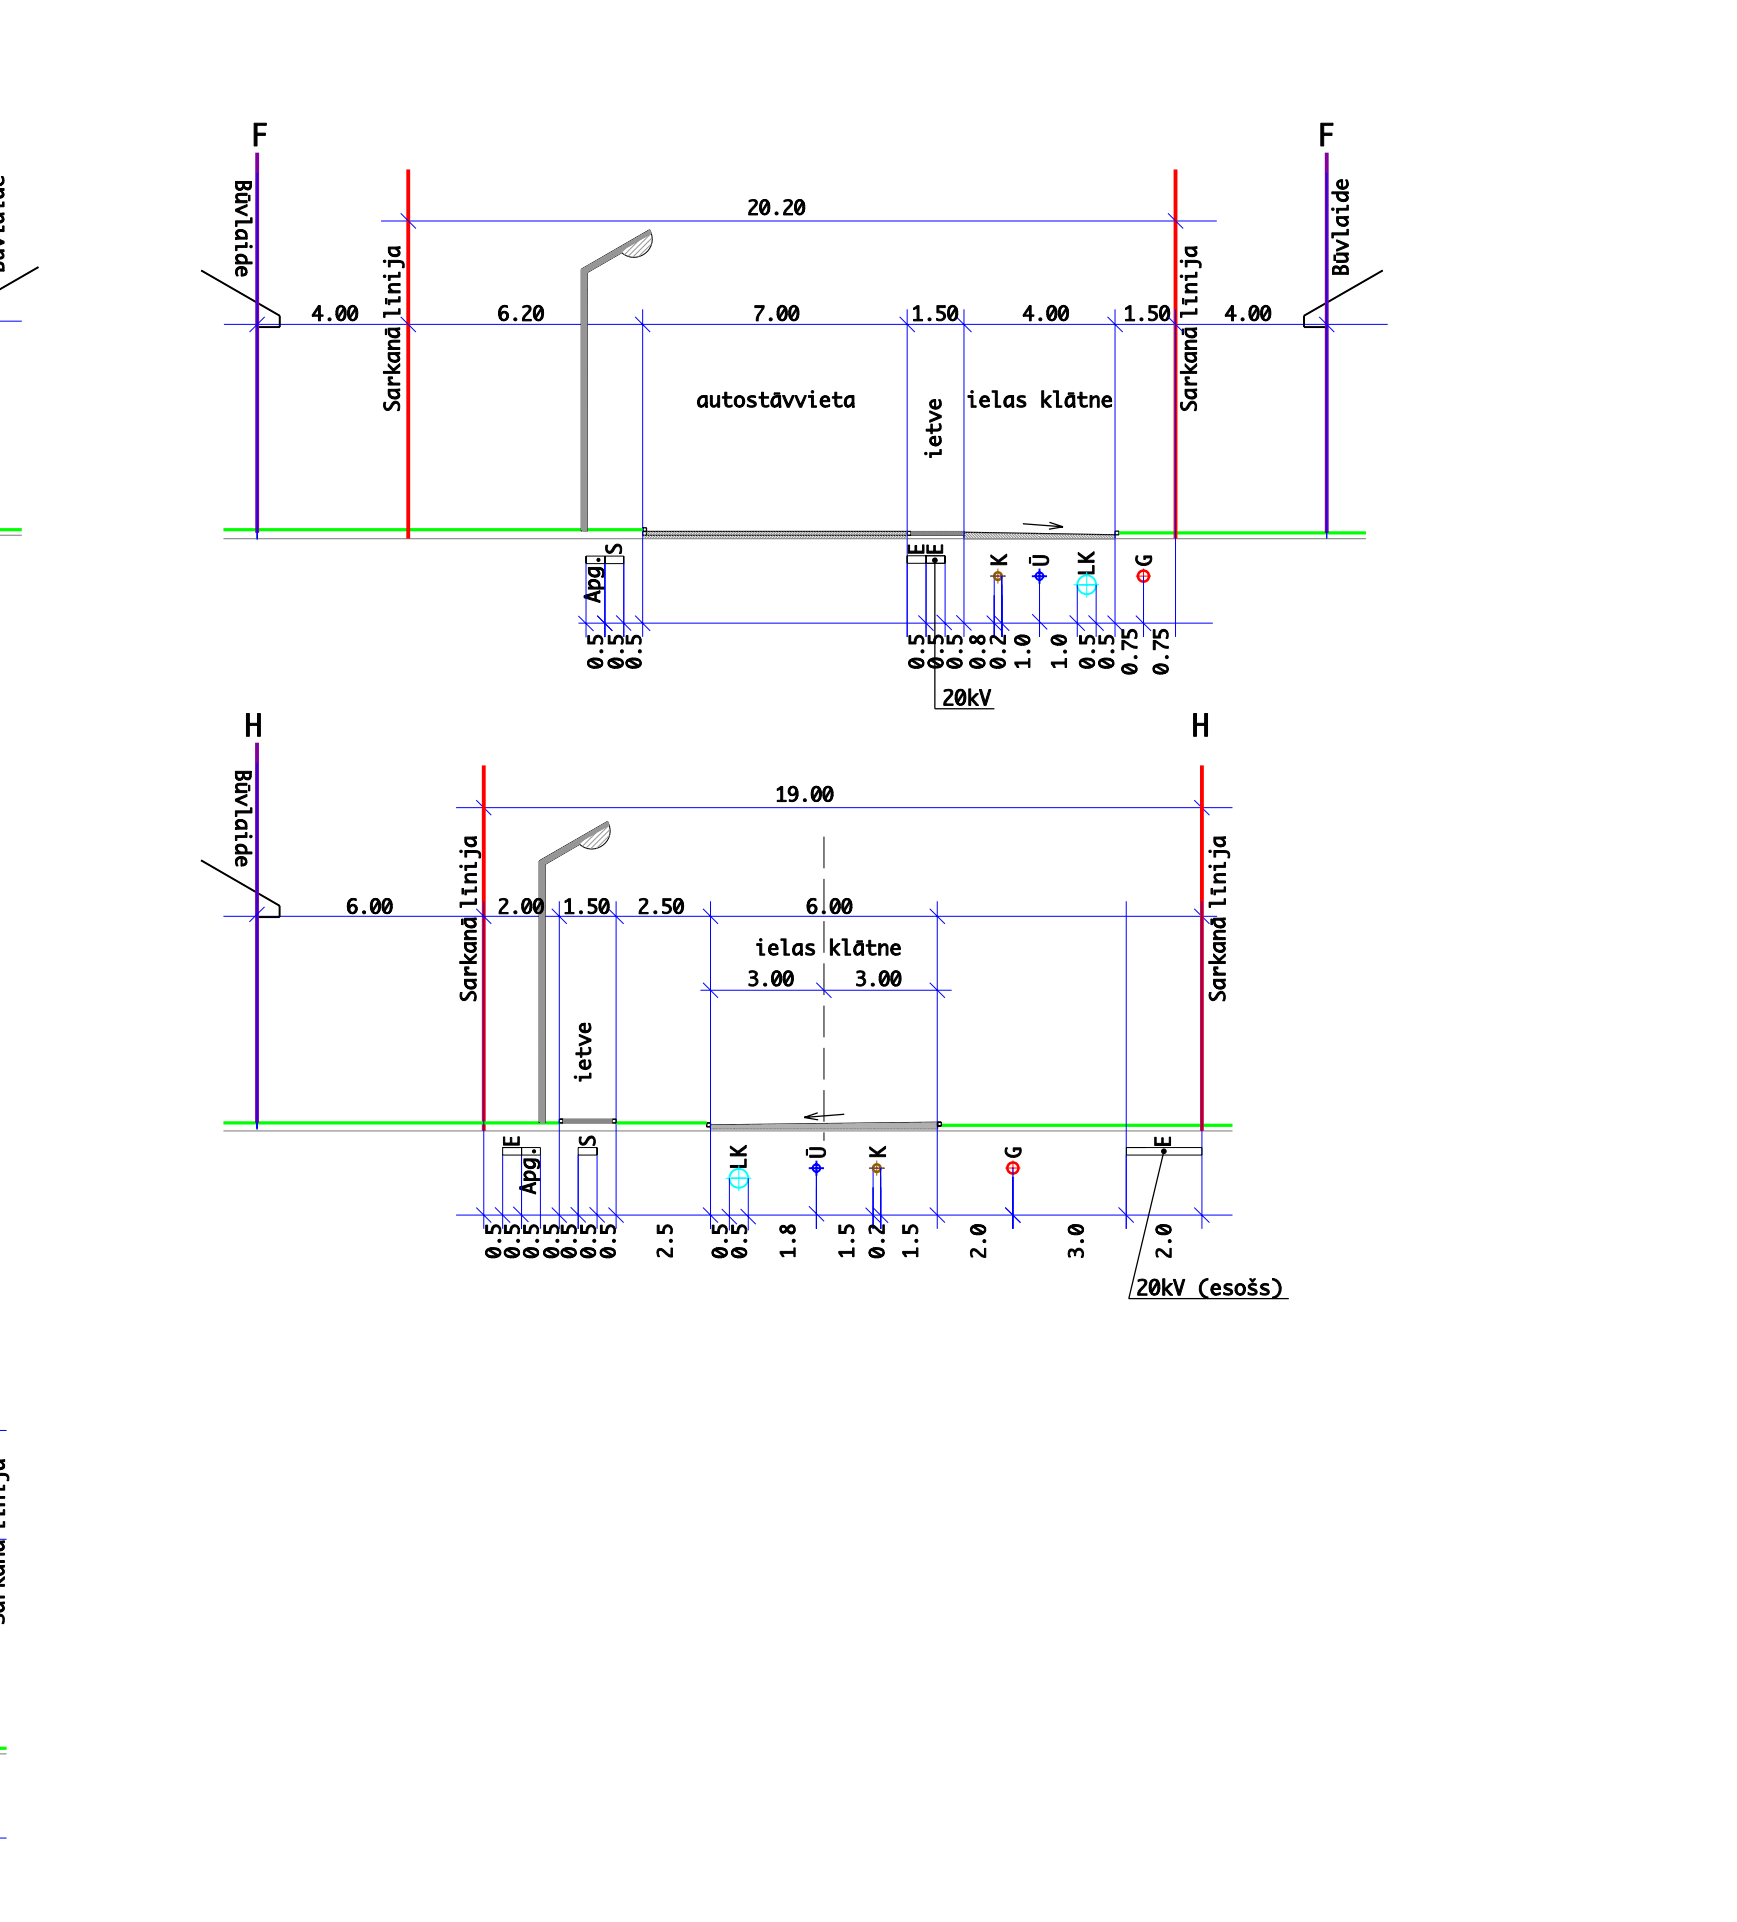 F
F
Būvlaide
Būvlaide
20.20
Sarkanā līnija
Sarkanā līnija
4.00
6.20
7.00
1.50
4.00
1.50
4.00
autostāvvieta
ietve
ielas klātne
Apg.
S
E
E
K
Ū
LK
G
0.5
0.5
0.5
0.5
0.5
0.5
0.8
0.2
1.0
1.0
0.5
0.5
0.75
0.75
20kV
H
H
Būvlaide
19.00
Sarkanā līnija
Sarkanā līnija
6.00
2.00
1.50
2.50
6.00
ielas klātne
3.00
3.00
ietve
E
Apg.
S
LK
Ū
K
G
E
0.5
0.5
0.5
0.5
0.5
0.5
0.5
2.5
0.5
0.5
1.8
1.5
0.2
1.5
2.0
3.0
2.0
20kV (esošs)